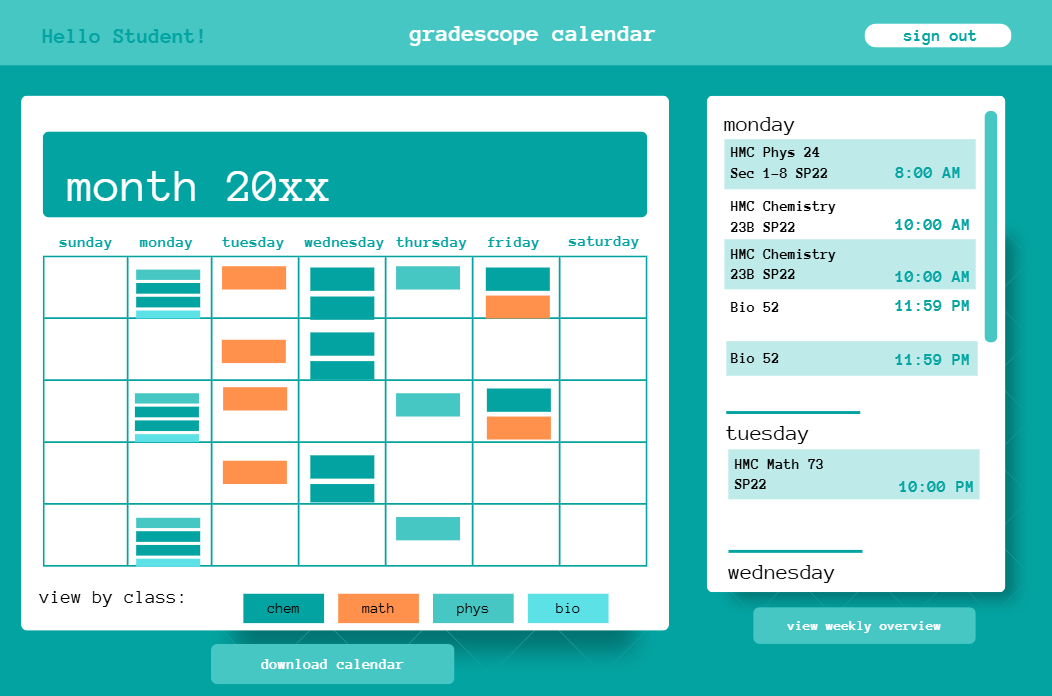 Hello Student!
gradescope calendar
sign out
month 20xx
sunday monday tuesday wednesday thursday friday saturday
view by class:
chem math phys bio
download calendar
monday
HMC Phys 24
Sec 1-8 SP22 8:00 AM
HMC Chemistry
23B SP22 10:00 AM
HMC Chemistry
23B SP22 10:00 AM
Bio 52 11:59 PM
Bio 52 11:59 PM
tuesday
HMC Math 73
SP22 10:00 PM
wednesday
view weekly overview